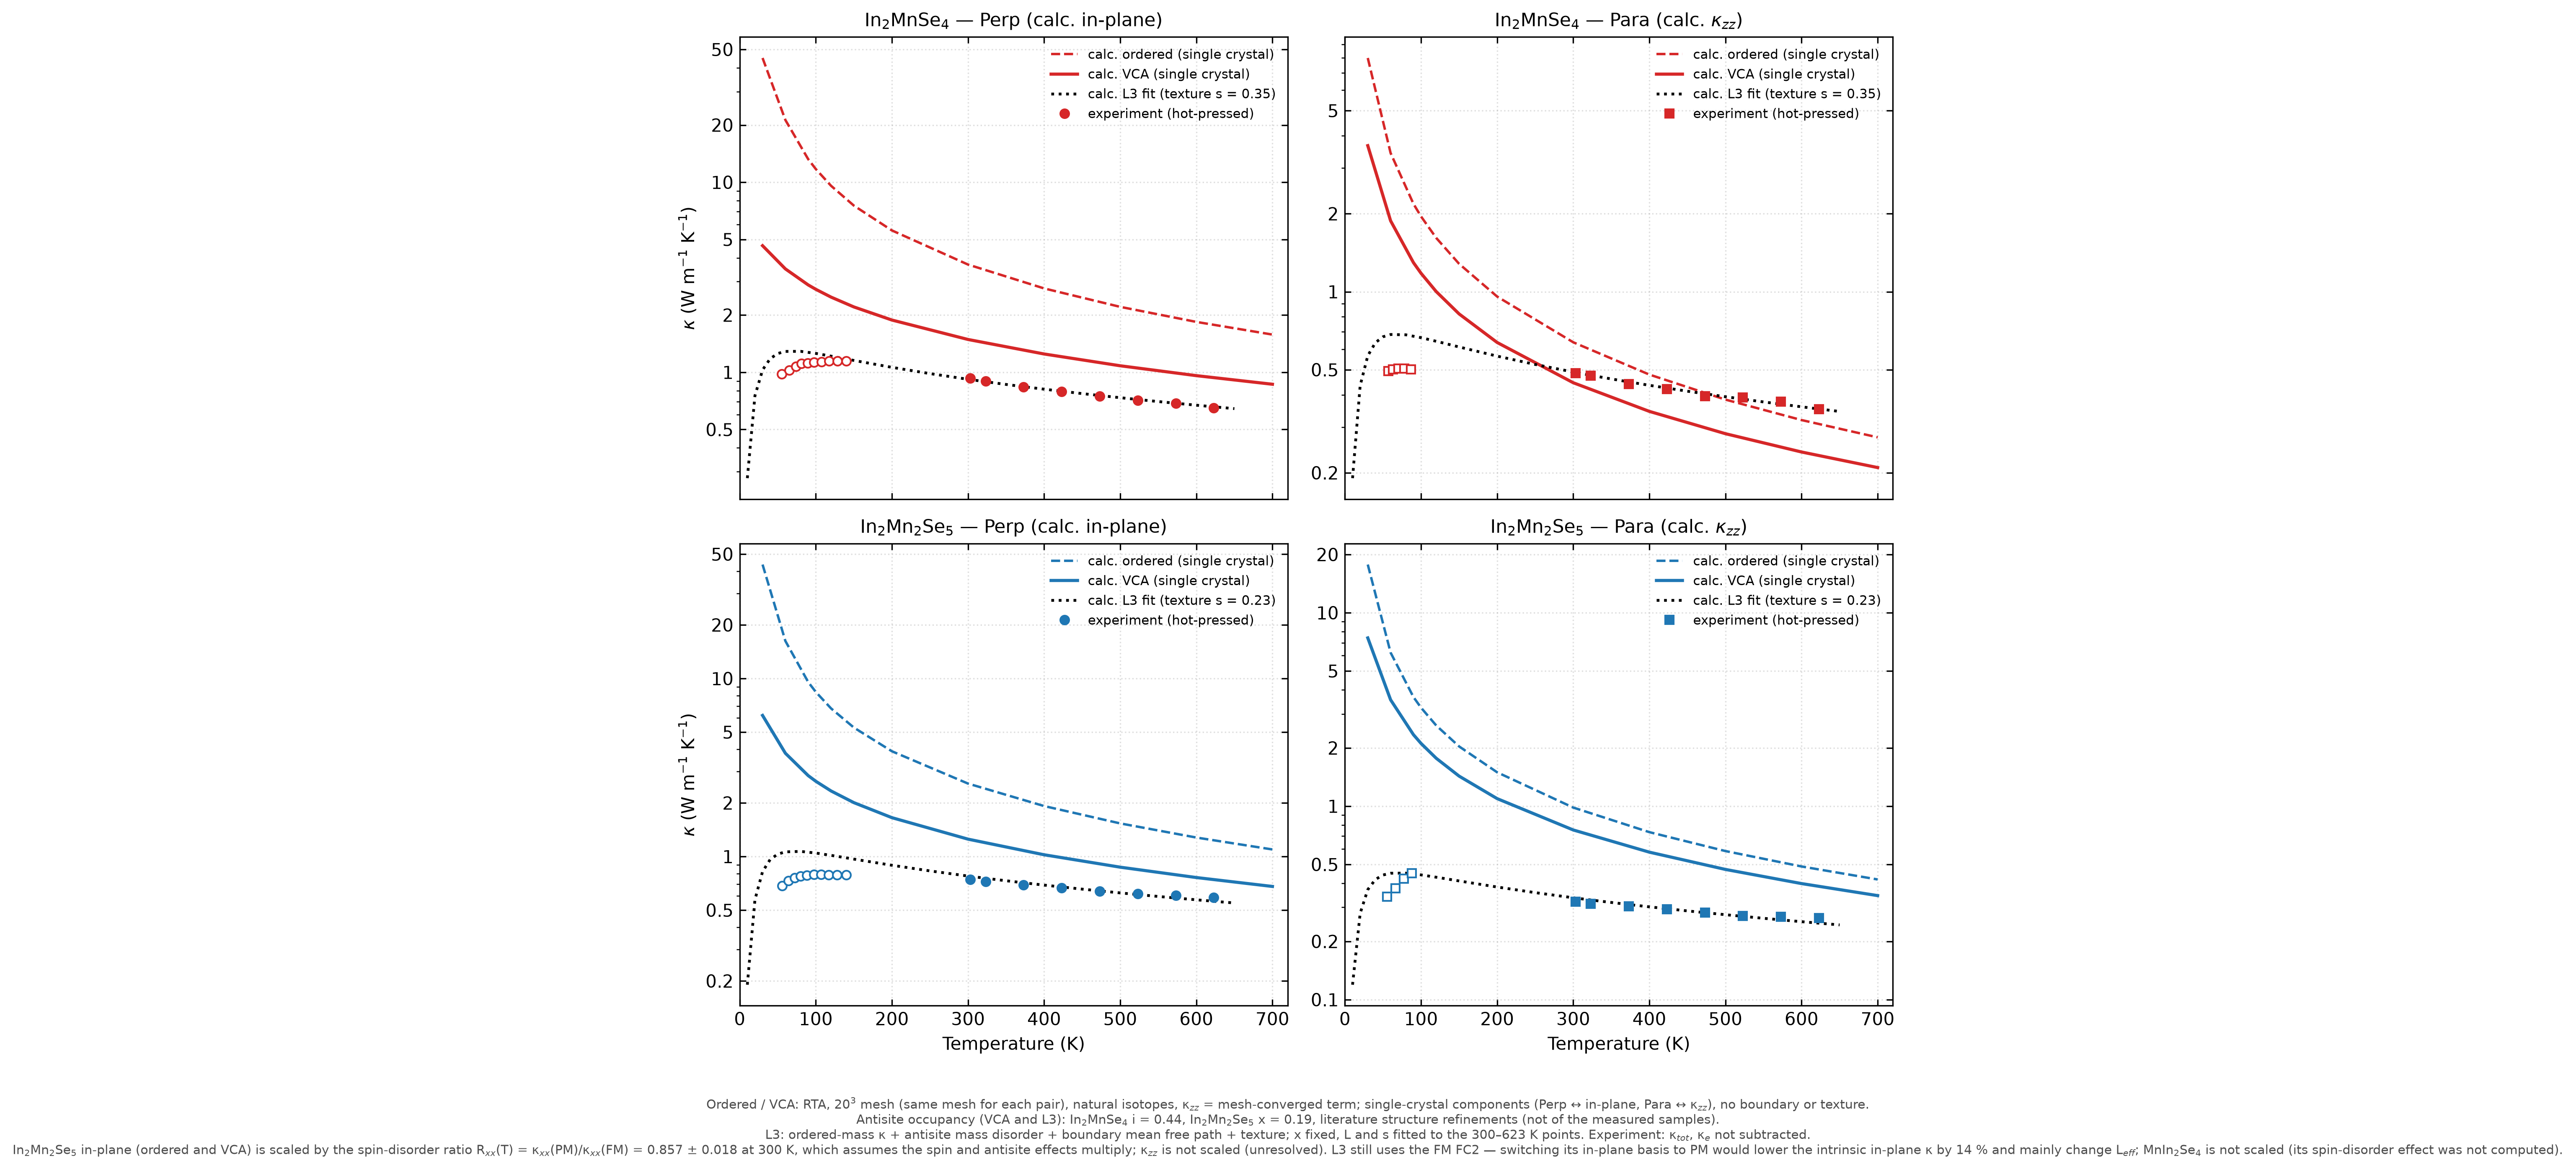 In₂MnSe₄ — Perp (calc. in-plane)
50
20
10
5
2
1
0.5
κ (W m⁻¹ K⁻¹)
calc. ordered (single crystal)
calc. VCA (single crystal)
calc. L3 fit (texture s = 0.35)
experiment (hot-pressed)
In₂MnSe₄ — Para (calc. κzz)
5
2
1
0.5
0.2
calc. ordered (single crystal)
calc. VCA (single crystal)
calc. L3 fit (texture s = 0.35)
experiment (hot-pressed)
In₂Mn₂Se₅ — Perp (calc. in-plane)
50
20
10
5
2
1
0.5
0.2
κ (W m⁻¹ K⁻¹)
calc. ordered (single crystal)
calc. VCA (single crystal)
calc. L3 fit (texture s = 0.23)
experiment (hot-pressed)
0 100 200 300 400 500 600 700
Temperature (K)
In₂Mn₂Se₅ — Para (calc. κzz)
20
10
5
2
1
0.5
0.2
0.1
calc. ordered (single crystal)
calc. VCA (single crystal)
calc. L3 fit (texture s = 0.23)
experiment (hot-pressed)
0 100 200 300 400 500 600 700
Temperature (K)
Ordered / VCA: RTA, 20³ mesh (same mesh for each pair), natural isotopes, κzz = mesh-converged term; single-crystal components (Perp ↔ in-plane, Para ↔ κzz), no boundary or texture.
Antisite occupancy (VCA and L3): In₂MnSe₄ i = 0.44, In₂Mn₂Se₅ x = 0.19, literature structure refinements (not of the measured samples).
L3: ordered-mass κ + antisite mass disorder + boundary mean free path + texture; x fixed, L and s fitted to the 300–623 K points. Experiment: κtot, κe not subtracted.
In₂Mn₂Se₅ in-plane (ordered and VCA) is scaled by the spin-disorder ratio Rxx(T) = κxx(PM)/κxx(FM) = 0.857 ± 0.018 at 300 K, which assumes the spin and antisite effects multiply; κzz is not scaled (unresolved). L3 still uses the FM FC2 — switching its in-plane basis to PM would lower the intrinsic in-plane κ by 14 % and mainly change Leff; MnIn₂Se₄ is not scaled (its spin-disorder effect was not computed).